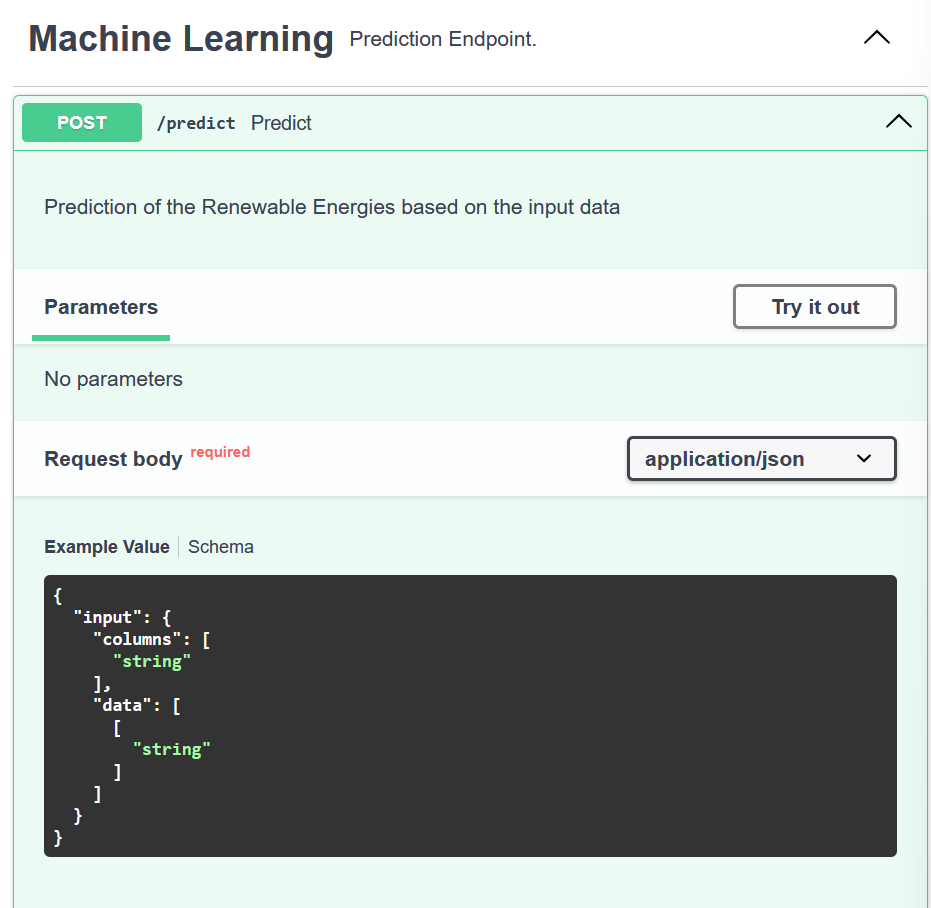 Machine Learning Prediction Endpoint.
POST /predict Predict
Prediction of the Renewable Energies based on the input data
Parameters Try it out
No parameters
Request body required application/json
Example Value Schema
{
  "input": {
    "columns": [
      "string"
    ],
    "data": [
      [
        "string"
      ]
    ]
  }
}